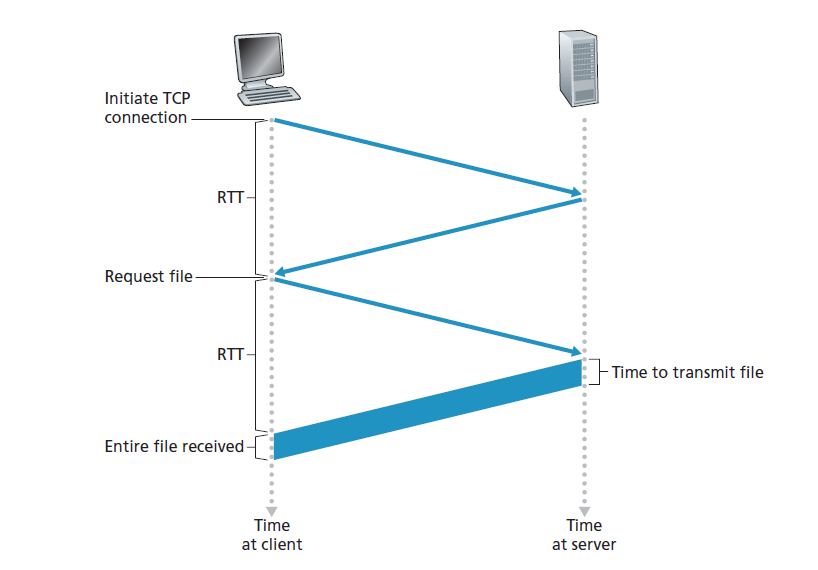 Initiate TCP
connection
RTT
Request file
RTT
Time to transmit file
Entire file received
Time
at client
Time
at server